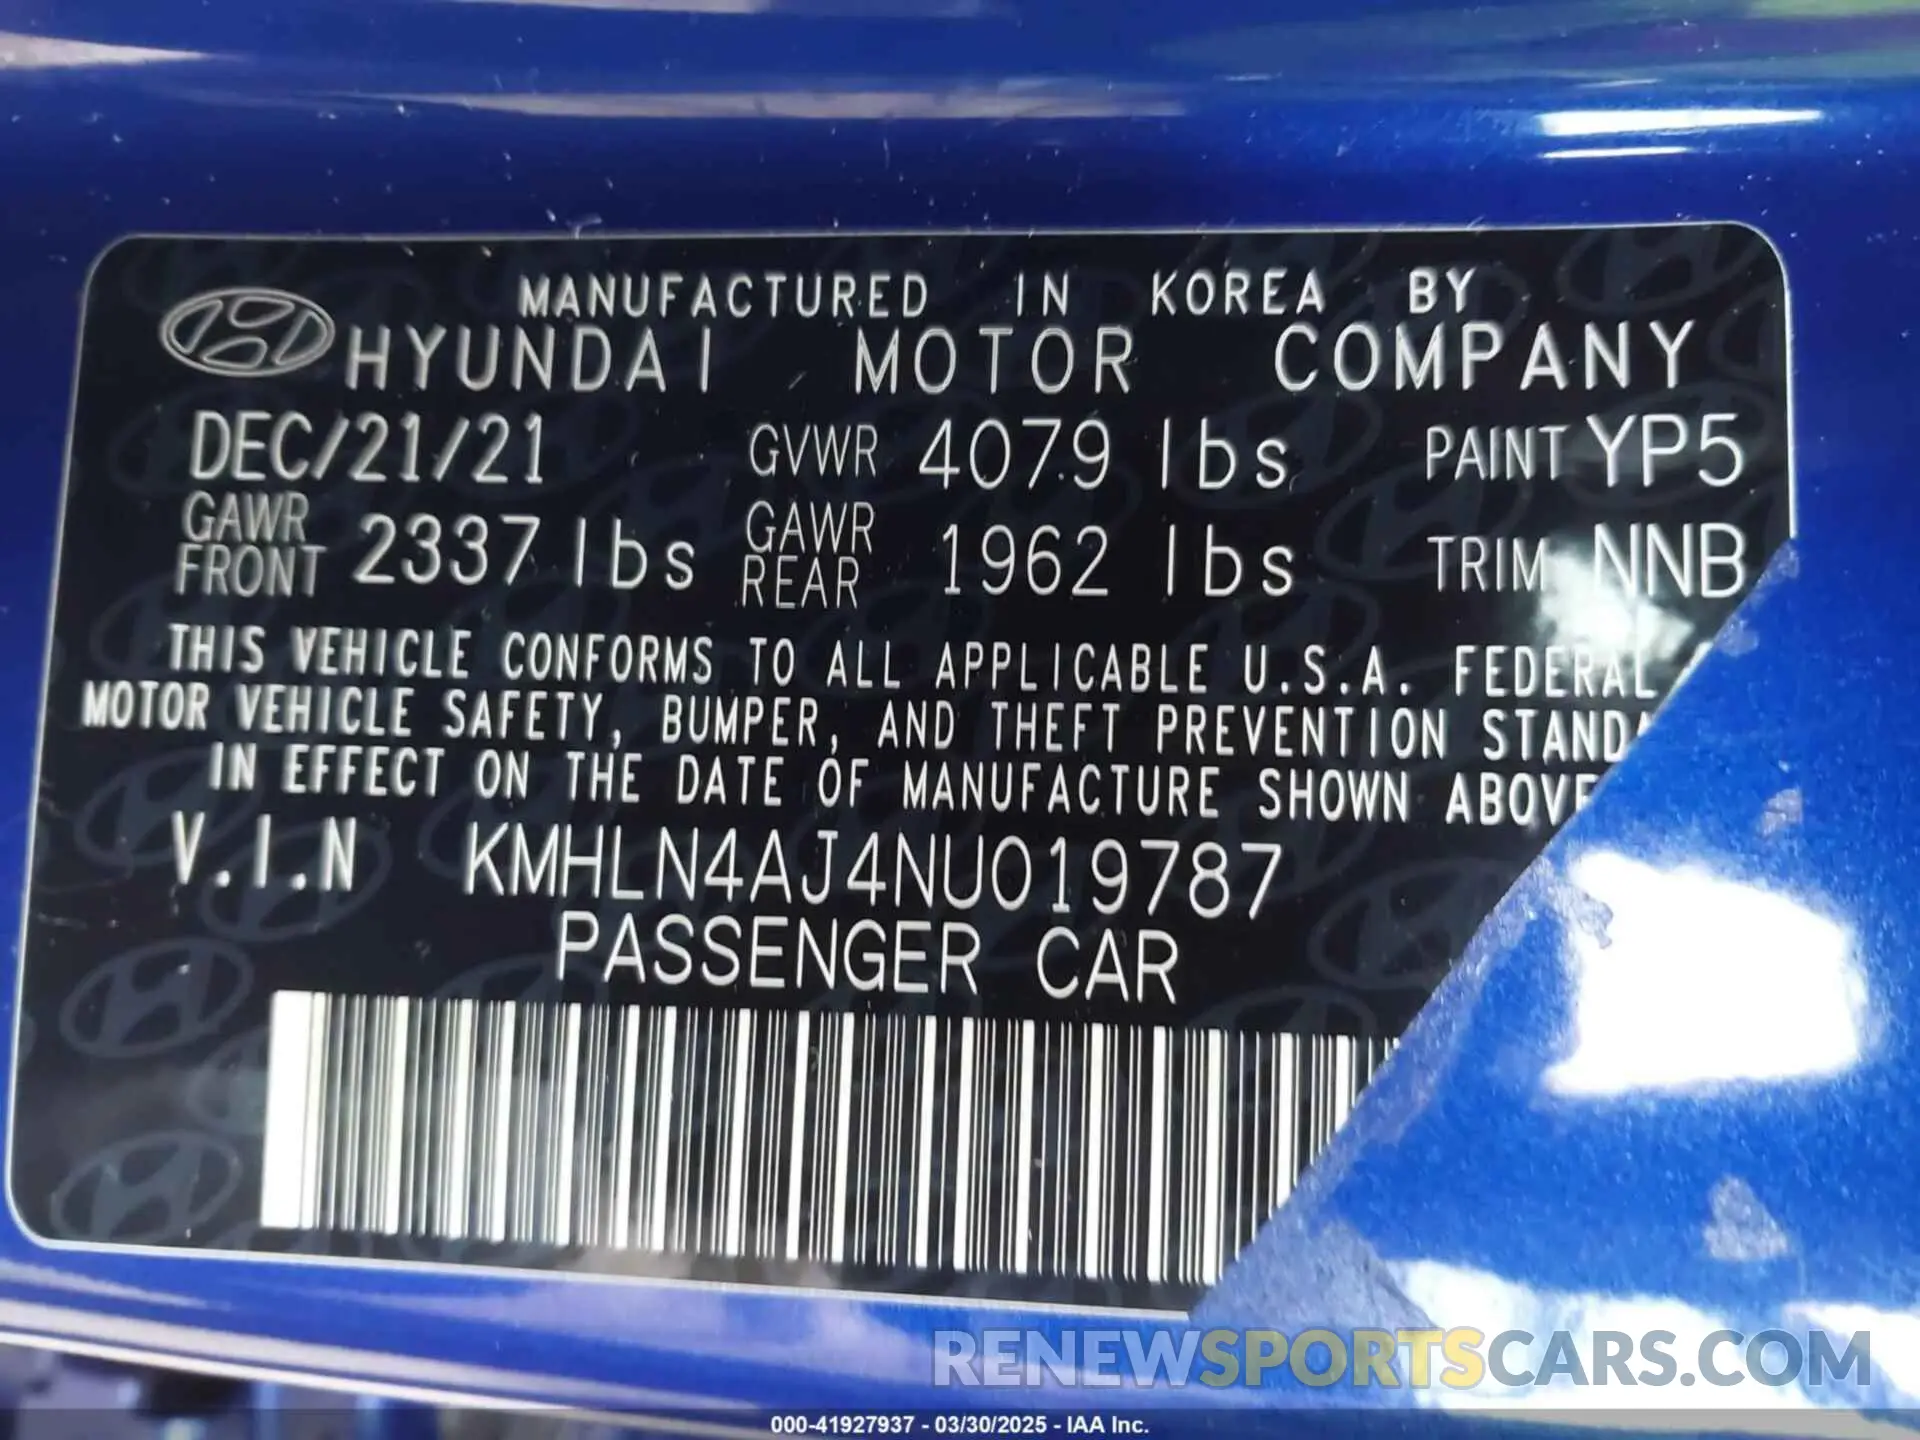 MANUFACTURED IN KOREA BY
HYUNDAI MOTOR COMPANY
DEC/21/21 GVWR 4079 lbs PAINT YP5
GAWR FRONT 2337 lbs GAWR REAR 1962 lbs TRIM NNB
THIS VEHICLE CONFORMS TO ALL APPLICABLE U.S.A. FEDERAL
MOTOR VEHICLE SAFETY, BUMPER, AND THEFT PREVENTION STANDA
IN EFFECT ON THE DATE OF MANUFACTURE SHOWN ABOVE
V.I.N KMHLN4AJ4NU019787
PASSENGER CAR
RENEWSPORTSCARS.COM
000-41927937 - 03/30/2025 - IAA Inc.